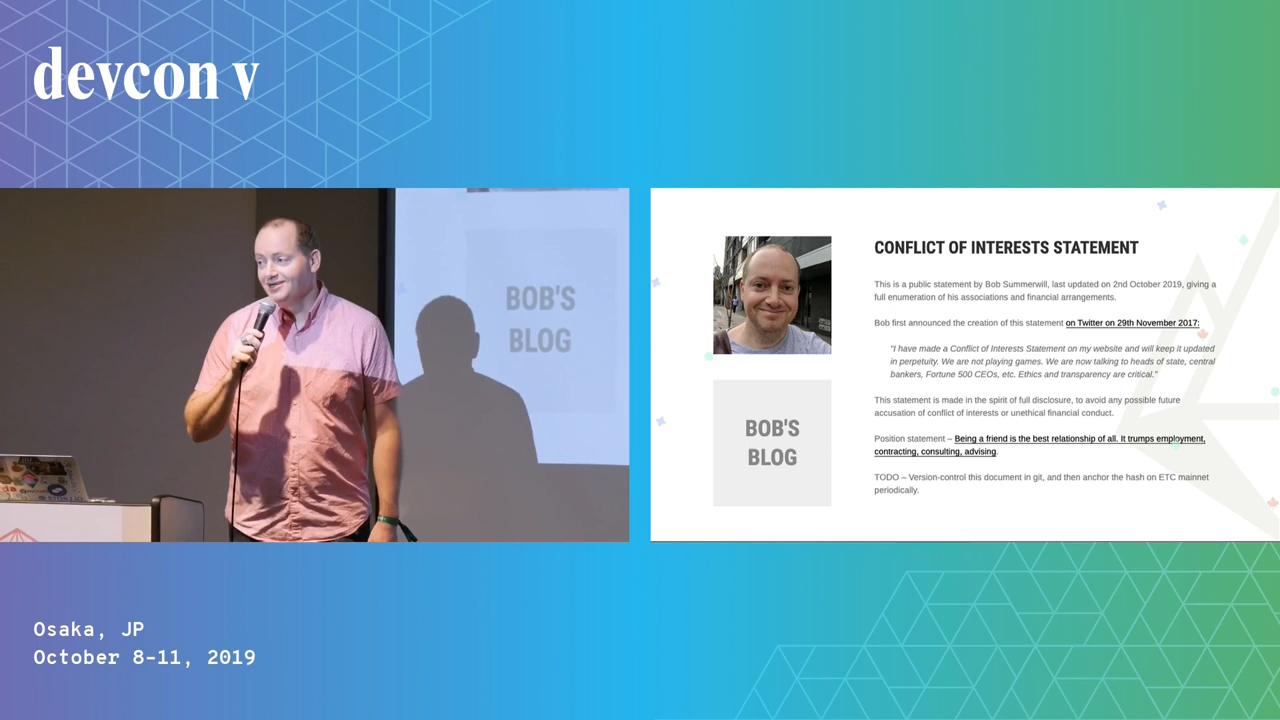 devcon v
BOB'S
BLOG
CONFLICT OF INTERESTS STATEMENT
This is a public statement by Bob Summerwill, last updated on 2nd October 2019, giving a
full enumeration of his associations and financial arrangements.
Bob first announced the creation of this statement on Twitter on 29th November 2017:
"I have made a Conflict of Interests Statement on my website and will keep it updated
in perpetuity. We are not playing games. We are now talking to heads of state, central
bankers, Fortune 500 CEOs, etc. Ethics and transparency are critical."
This statement is made in the spirit of full disclosure, to avoid any possible future
accusation of conflict of interests or unethical financial conduct.
Position statement – Being a friend is the best relationship of all. It trumps employment,
contracting, consulting, advising.
TODO – Version-control this document in git, and then anchor the hash on ETC mainnet
periodically.
BOB'S
BLOG
Osaka, JP
October 8-11, 2019